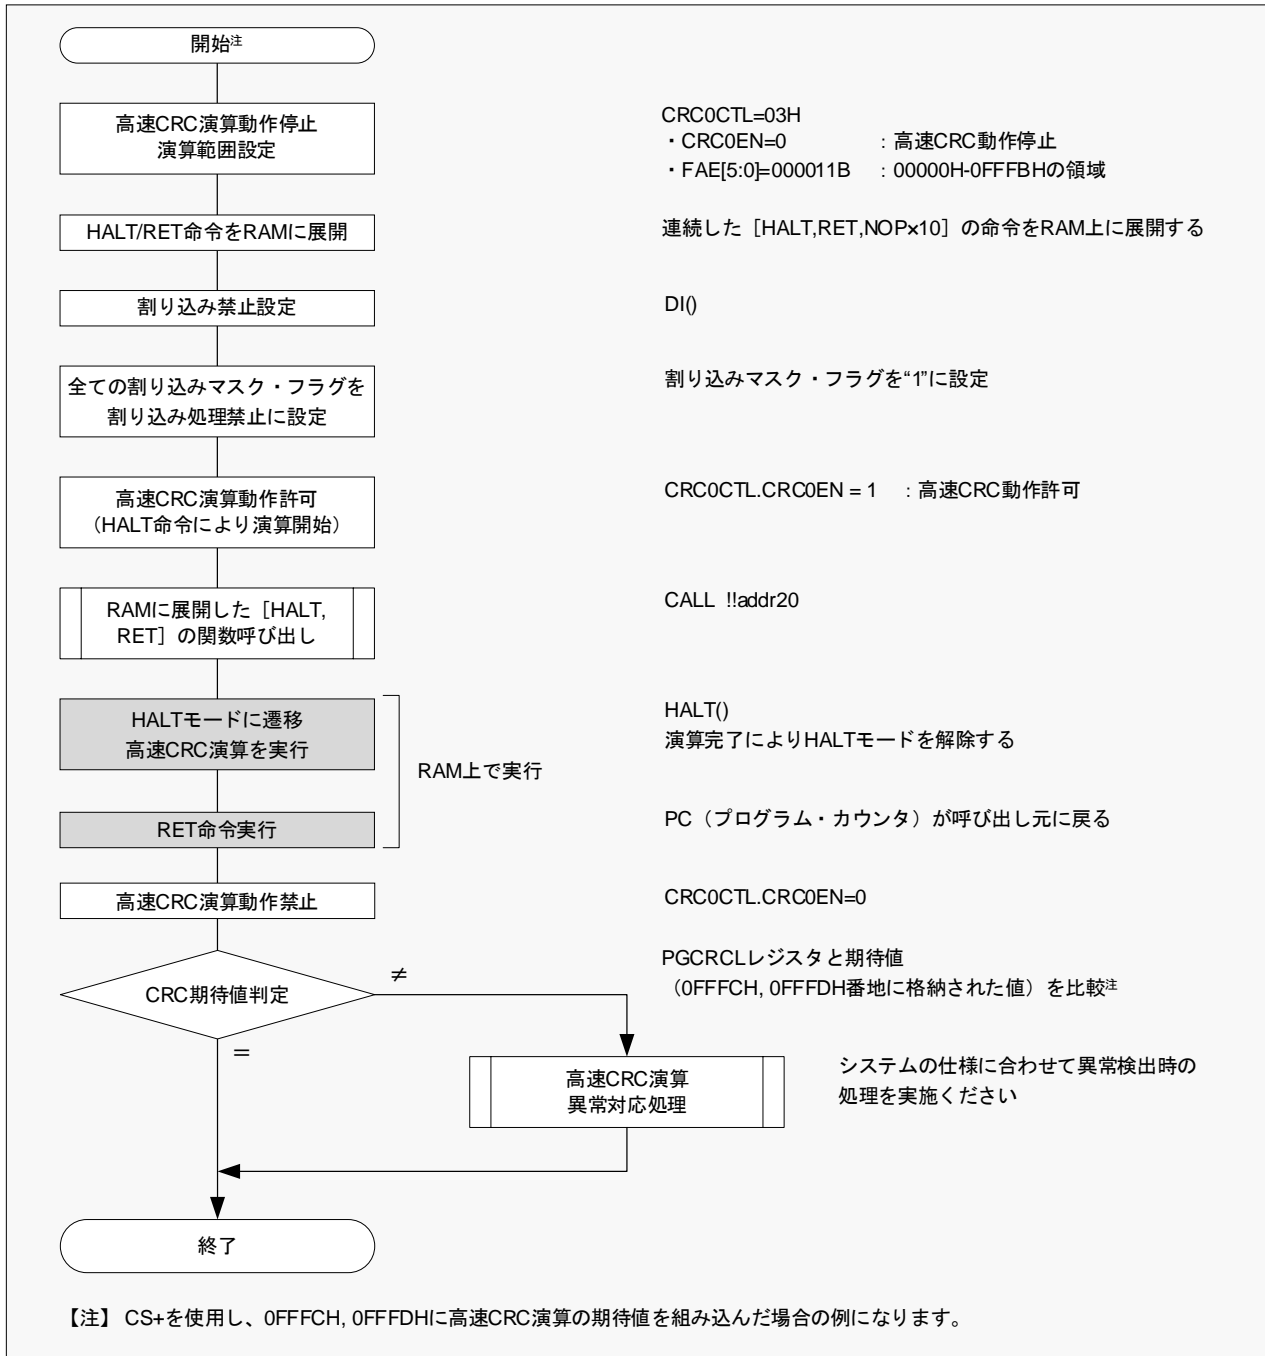 開始注
高速CRC演算動作停止
演算範囲設定
CRC0CTL=03H
・CRC0EN=0 : 高速CRC動作停止
・FAE[5:0]=000011B : 00000H-0FFFBHの領域
HALT/RET命令をRAMに展開
連続した［HALT,RET,NOP×10］の命令をRAM上に展開する
割り込み禁止設定
DI()
全ての割り込みマスク・フラグを
割り込み処理禁止に設定
割り込みマスク・フラグを“1”に設定
高速CRC演算動作許可
（HALT命令により演算開始）
CRC0CTL.CRC0EN = 1 : 高速CRC動作許可
RAMに展開した［HALT,
RET］の関数呼び出し
CALL !!addr20
HALTモードに遷移
高速CRC演算を実行
HALT()
演算完了によりHALTモードを解除する
RAM上で実行
RET命令実行
PC（プログラム・カウンタ）が呼び出し元に戻る
高速CRC演算動作禁止
CRC0CTL.CRC0EN=0
CRC期待値判定
≠
＝
PGCRCLレジスタと期待値
（0FFFCH, 0FFFDH番地に格納された値）を比較注
高速CRC演算
異常対応処理
システムの仕様に合わせて異常検出時の
処理を実施ください
終了
【注】 CS+を使用し、0FFFCH, 0FFFDHに高速CRC演算の期待値を組み込んだ場合の例になります。